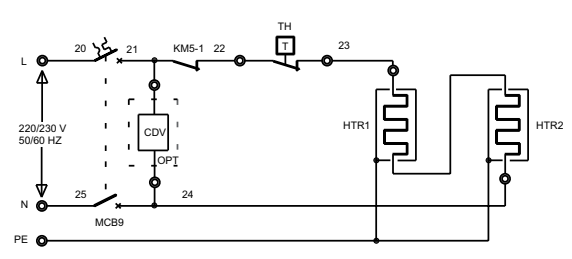 TH
20
21
KM5-1
22
T
23
L
220/230 V
50/60 HZ
CDV
OPT
HTR1
HTR2
25
24
N
MCB9
PE